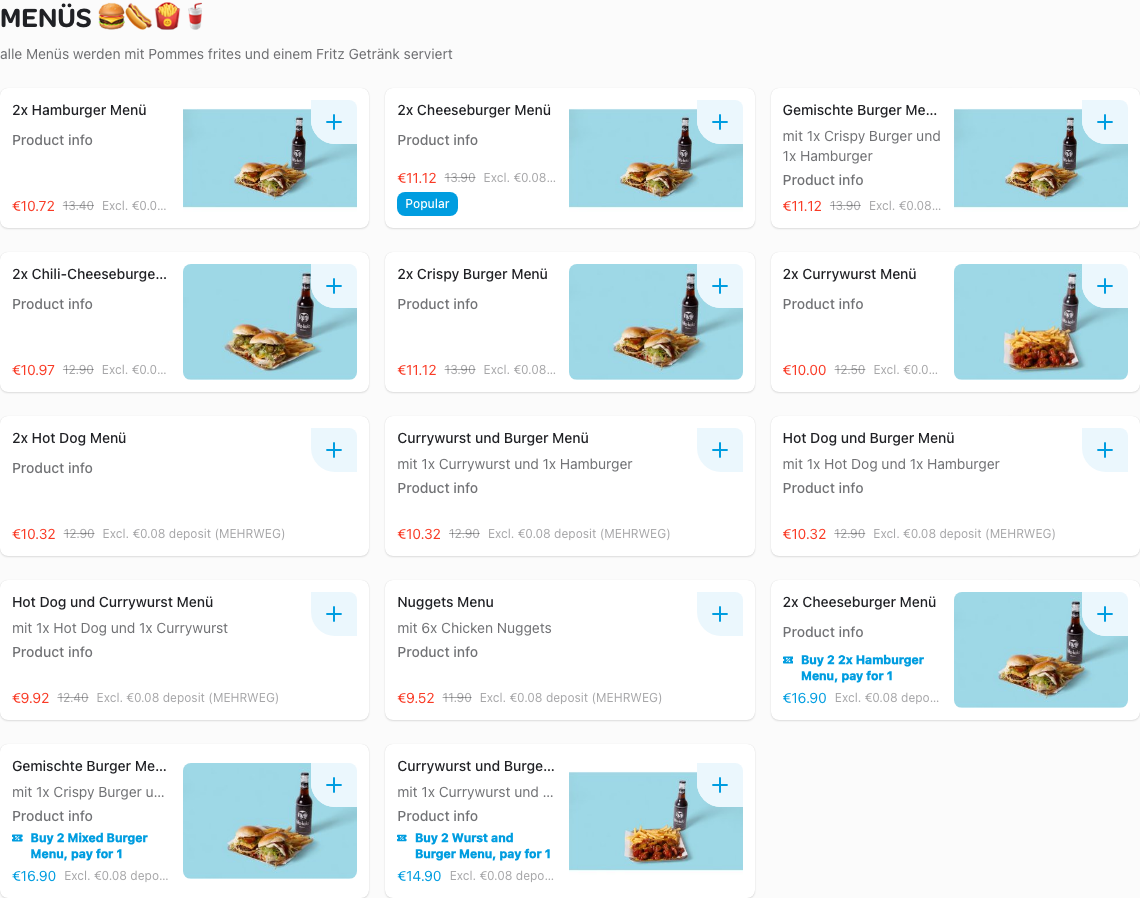 MENÜS 🍔🌭🍟🥤
alle Menüs werden mit Pommes frites und einem Fritz Getränk serviert
2x Hamburger Menü
Product info
€10.72 13.40 Excl. €0.0...
2x Cheeseburger Menü
Product info
€11.12 13.90 Excl. €0.08...
Popular
Gemischte Burger Me...
mit 1x Crispy Burger und
1x Hamburger
Product info
€11.12 13.90 Excl. €0.08...
2x Chili-Cheeseburge...
Product info
€10.97 12.90 Excl. €0.0...
2x Crispy Burger Menü
Product info
€11.12 13.90 Excl. €0.08...
2x Currywurst Menü
Product info
€10.00 12.50 Excl. €0.0...
2x Hot Dog Menü
Product info
€10.32 12.90 Excl. €0.08 deposit (MEHRWEG)
Currywurst und Burger Menü
mit 1x Currywurst und 1x Hamburger
Product info
€10.32 12.90 Excl. €0.08 deposit (MEHRWEG)
Hot Dog und Burger Menü
mit 1x Hot Dog und 1x Hamburger
Product info
€10.32 12.90 Excl. €0.08 deposit (MEHRWEG)
Hot Dog und Currywurst Menü
mit 1x Hot Dog und 1x Currywurst
Product info
€9.92 12.40 Excl. €0.08 deposit (MEHRWEG)
Nuggets Menu
mit 6x Chicken Nuggets
Product info
€9.52 11.90 Excl. €0.08 deposit (MEHRWEG)
2x Cheeseburger Menü
Product info
Buy 2 2x Hamburger
Menu, pay for 1
€16.90 Excl. €0.08 depo...
Gemischte Burger Me...
mit 1x Crispy Burger u...
Product info
Buy 2 Mixed Burger
Menu, pay for 1
€16.90 Excl. €0.08 depo...
Currywurst und Burge...
mit 1x Currywurst und ...
Product info
Buy 2 Wurst and
Burger Menu, pay for 1
€14.90 Excl. €0.08 depo...